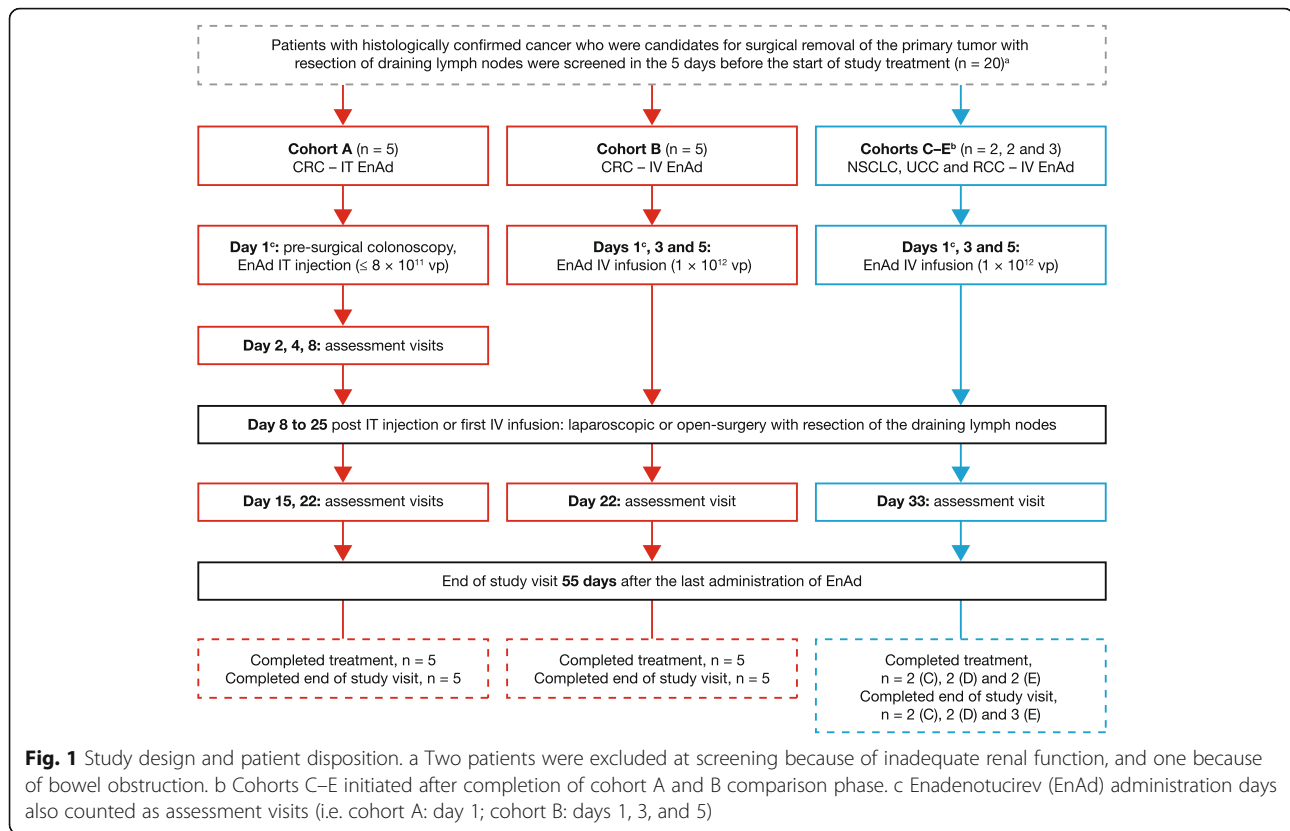 Patients with histologically confirmed cancer who were candidates for surgical removal of the primary tumor with
resection of draining lymph nodes were screened in the 5 days before the start of study treatment (n = 20)ᵃ
Cohort A (n = 5)
CRC – IT EnAd
Cohort B (n = 5)
CRC – IV EnAd
Cohorts C–Eᵇ (n = 2, 2 and 3)
NSCLC, UCC and RCC – IV EnAd
Day 1ᶜ: pre-surgical colonoscopy,
EnAd IT injection (≤ 8 × 10¹¹ vp)
Days 1ᶜ, 3 and 5:
EnAd IV infusion (1 × 10¹² vp)
Days 1ᶜ, 3 and 5:
EnAd IV infusion (1 × 10¹² vp)
Day 2, 4, 8: assessment visits
Day 8 to 25 post IT injection or first IV infusion: laparoscopic or open-surgery with resection of the draining lymph nodes
Day 15, 22: assessment visits
Day 22: assessment visit
Day 33: assessment visit
End of study visit 55 days after the last administration of EnAd
Completed treatment, n = 5
Completed end of study visit, n = 5
Completed treatment, n = 5
Completed end of study visit, n = 5
Completed treatment,
n = 2 (C), 2 (D) and 2 (E)
Completed end of study visit,
n = 2 (C), 2 (D) and 3 (E)
Fig. 1 Study design and patient disposition. a Two patients were excluded at screening because of inadequate renal function, and one because
of bowel obstruction. b Cohorts C–E initiated after completion of cohort A and B comparison phase. c Enadenotucirev (EnAd) administration days
also counted as assessment visits (i.e. cohort A: day 1; cohort B: days 1, 3, and 5)